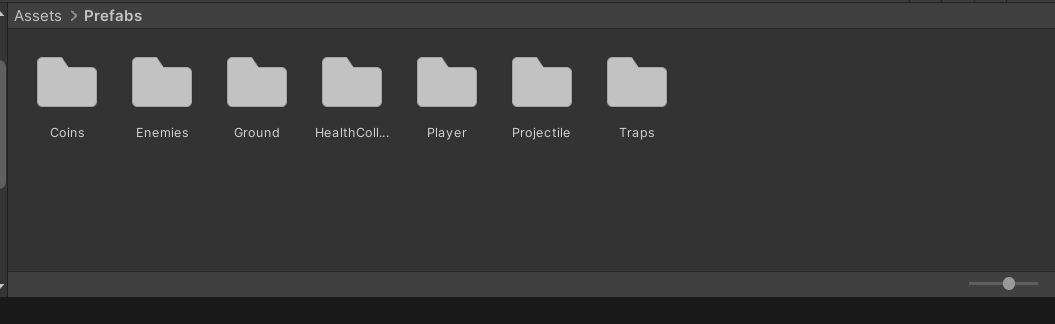 Assets > Prefabs
Coins Enemies Ground HealthColl... Player Projectile Traps